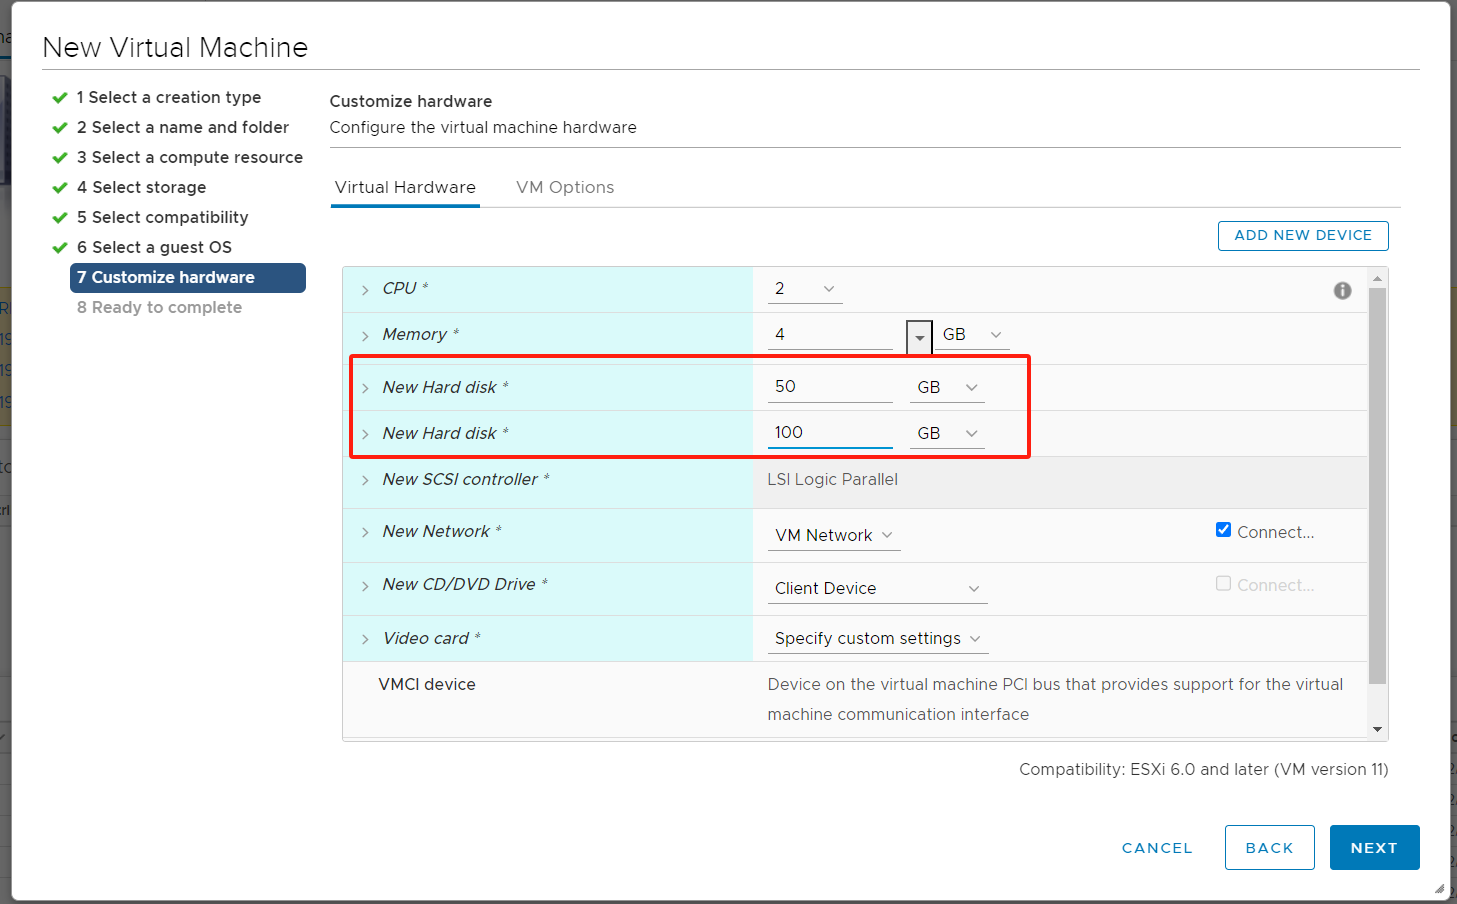 New Virtual Machine
1 Select a creation type
2 Select a name and folder
3 Select a compute resource
4 Select storage
5 Select compatibility
6 Select a guest OS
7 Customize hardware
8 Ready to complete
Customize hardware
Configure the virtual machine hardware
Virtual Hardware VM Options
ADD NEW DEVICE
CPU * 2
Memory * 4 GB
New Hard disk * 50 GB
New Hard disk * 100 GB
New SCSI controller * LSI Logic Parallel
New Network * VM Network Connect...
New CD/DVD Drive * Client Device Connect...
Video card * Specify custom settings
VMCI device Device on the virtual machine PCI bus that provides support for the virtual
machine communication interface
Compatibility: ESXi 6.0 and later (VM version 11)
CANCEL BACK NEXT